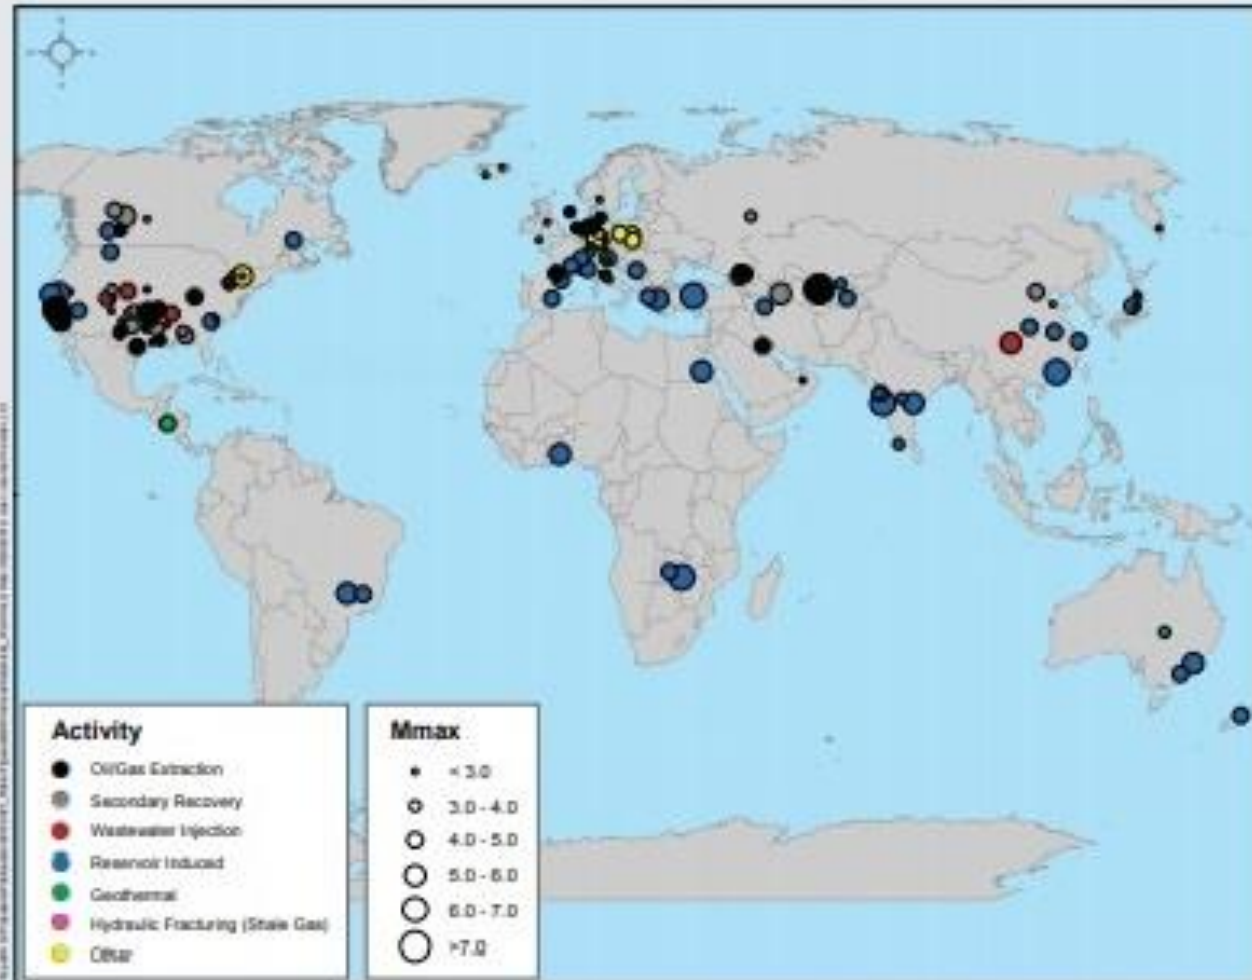 Activity
Oil/Gas Extraction
Secondary Recovery
Wastewater Injection
Reservoir Induced
Geothermal
Hydraulic Fracturing (Shale Gas)
Other
Mmax
< 3.0
3.0 - 4.0
4.0 - 5.0
5.0 - 6.0
6.0 - 7.0
>7.0